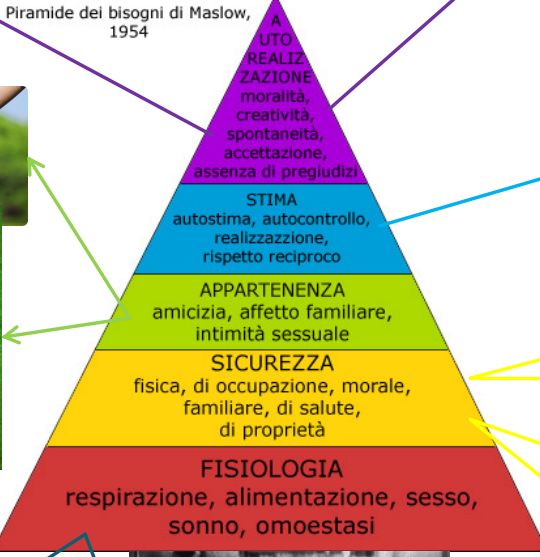 Piramide dei bisogni di Maslow,
1954
A
UTO
REALIZ
ZAZIONE
moralità,
creatività,
spontaneità,
accettazione,
assenza di pregiudizi
STIMA
autostima, autocontrollo,
realizzazzione,
rispetto reciproco
APPARTENENZA
amicizia, affetto familiare,
intimità sessuale
SICUREZZA
fisica, di occupazione, morale,
familiare, di salute,
di proprietà
FISIOLOGIA
respirazione, alimentazione, sesso,
sonno, omoestasi